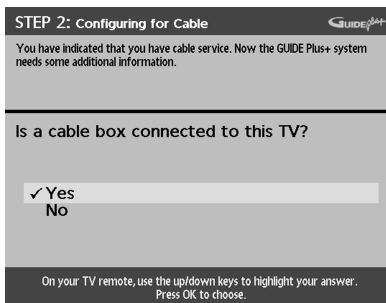 STEP 2: Configuring for Cable
GUIDE plus+
You have indicated that you have cable service. Now the GUIDE Plus+ system
needs some additional information.
Is a cable box connected to this TV?
✓ Yes
No
On your TV remote, use the up/down keys to highlight your answer.
Press OK to choose.